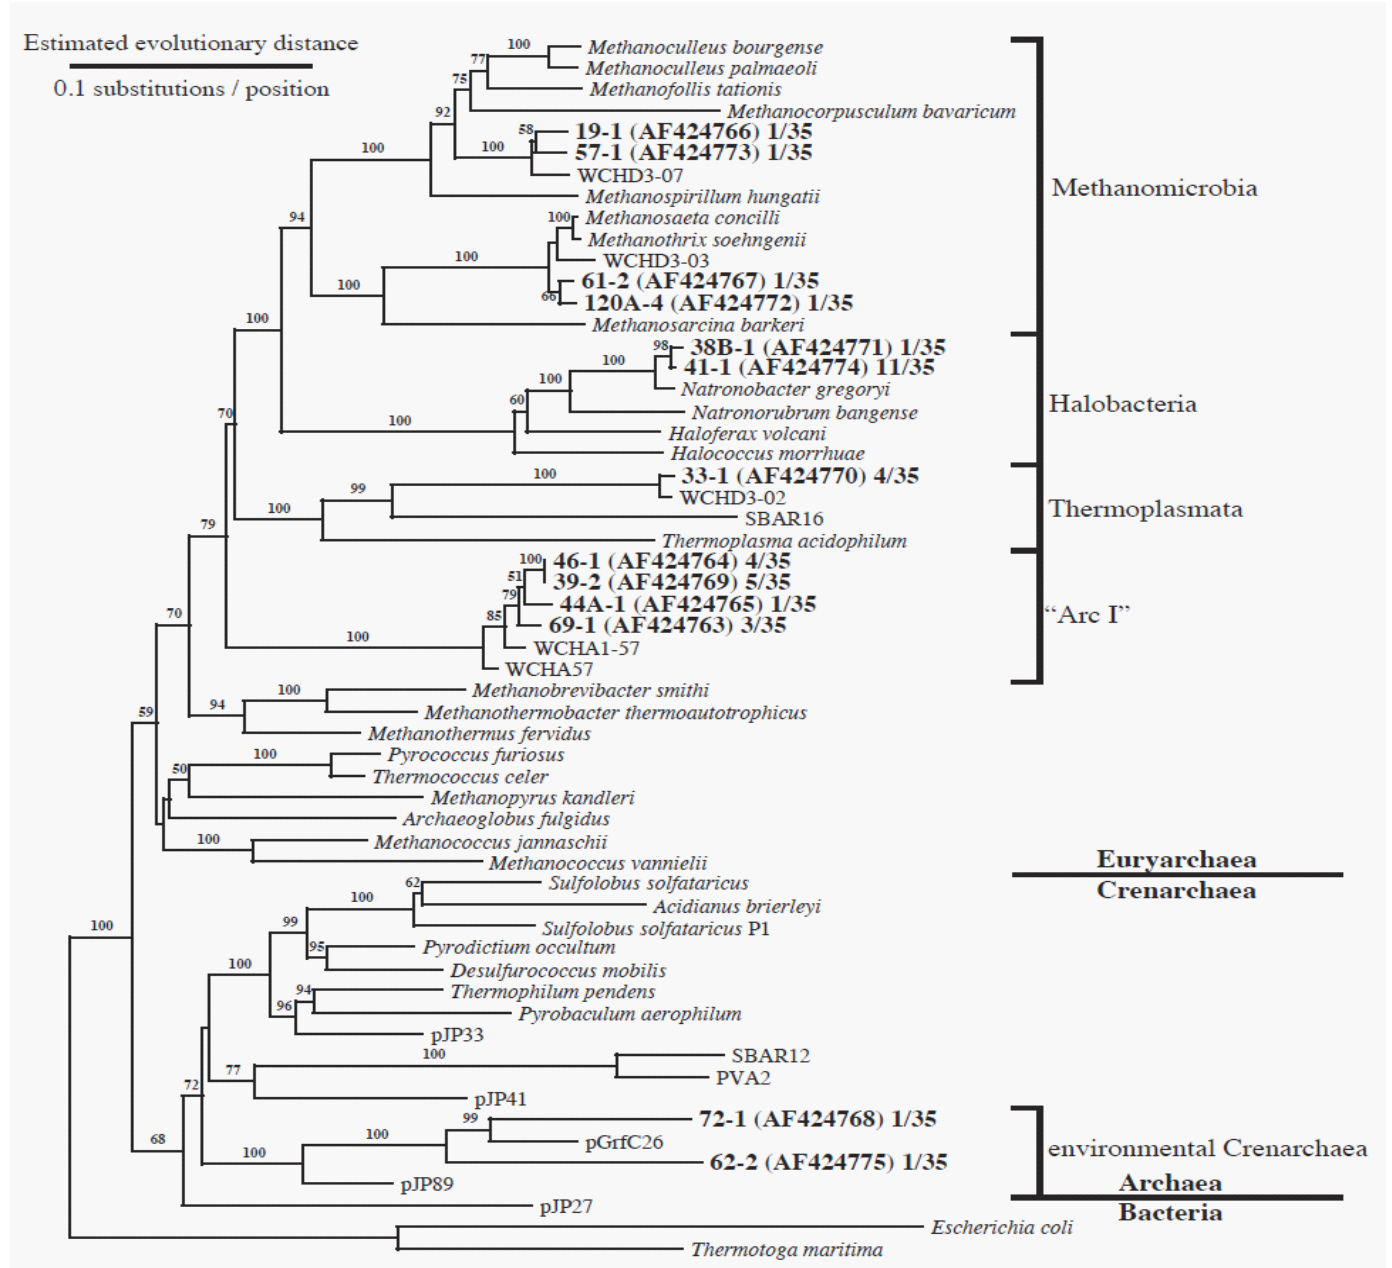 Estimated evolutionary distance
0.1 substitutions / position
100
Methanoculleus bourgense
77
Methanoculleus palmaeoli
75
Methanofollis tationis
92
Methanocorpusculum bavaricum
58
19-1 (AF424766) 1/35
100
100
57-1 (AF424773) 1/35
WCHD3-07
Methanomicrobia
Methanospirillum hungatii
94
100
Methanosaeta concilli
Methanothrix soehngenii
100
WCHD3-03
100
61-2 (AF424767) 1/35
66
120A-4 (AF424772) 1/35
100
Methanosarcina barkeri
98
38B-1 (AF424771) 1/35
100
41-1 (AF424774) 11/35
100
Natronobacter gregoryi
60
Natronorubrum bangense
Halobacteria
70
100
Haloferax volcani
Halococcus morrhuae
100
33-1 (AF424770) 4/35
99
WCHD3-02
100
SBAR16
Thermoplasmata
79
Thermoplasma acidophilum
100
46-1 (AF424764) 4/35
51
39-2 (AF424769) 5/35
79
44A-1 (AF424765) 1/35
70
85
69-1 (AF424763) 3/35
“Arc I”
100
WCHA1-57
WCHA57
100
Methanobrevibacter smithi
59
94
Methanothermobacter thermoautotrophicus
Methanothermus fervidus
100
Pyrococcus furiosus
50
Thermococcus celer
Methanopyrus kandleri
Archaeoglobus fulgidus
100
Methanococcus jannaschii
Methanococcus vannielii
Euryarchaea
Crenarchaea
62
Sulfolobus solfataricus
100
Acidianus brierleyi
100
99
Sulfolobus solfataricus P1
95
Pyrodictium occultum
100
Desulfurococcus mobilis
94
Thermophilum pendens
96
Pyrobaculum aerophilum
pJP33
100
SBAR12
77
PVA2
72
pJP41
99
72-1 (AF424768) 1/35
68
100
pGrfC26
environmental Crenarchaea
100
62-2 (AF424775) 1/35
pJP89
Archaea
pJP27
Bacteria
Escherichia coli
Thermotoga maritima